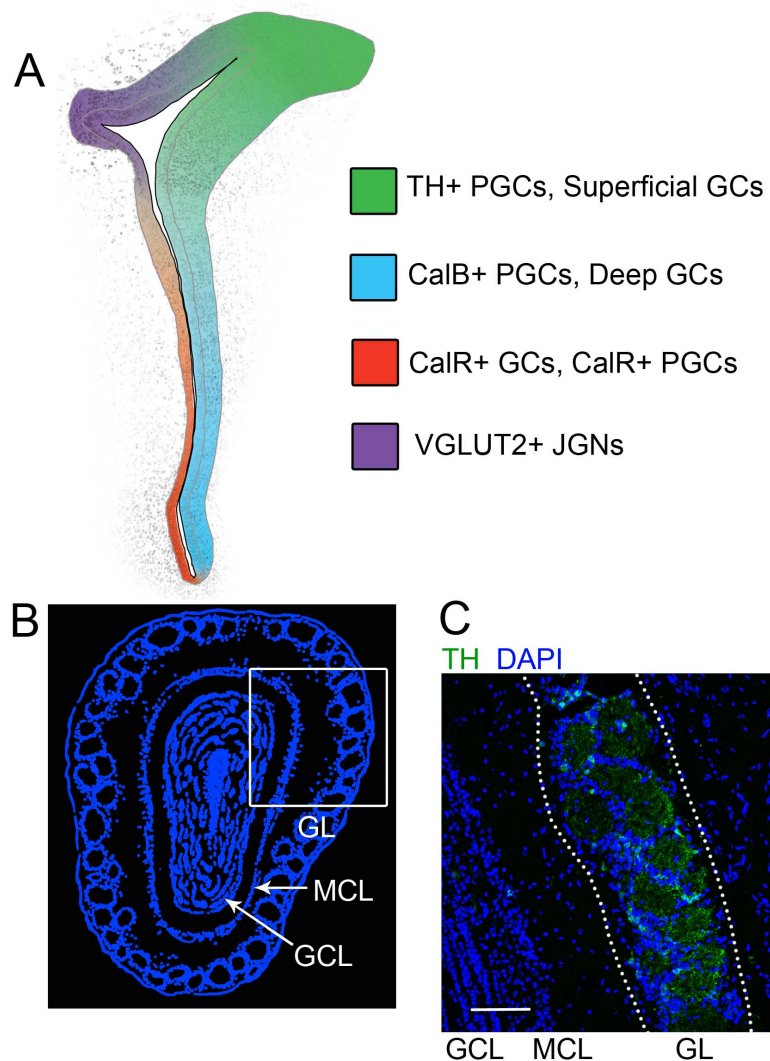 A
TH+ PGCs, Superficial GCs
CalB+ PGCs, Deep GCs
CalR+ GCs, CalR+ PGCs
VGLUT2+ JGNs
B
GL
MCL
GCL
C
TH DAPI
GCL MCL GL